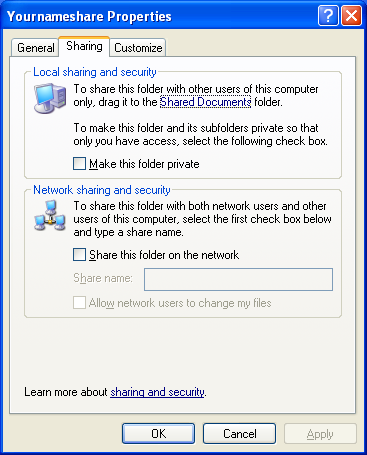 Yournameshare Properties
General Sharing Customize
Local sharing and security
To share this folder with other users of this computer
only, drag it to the Shared Documents folder.
To make this folder and its subfolders private so that
only you have access, select the following check box.
Make this folder private
Network sharing and security
To share this folder with both network users and other
users of this computer, select the first check box below
and type a share name.
Share this folder on the network
Share name:
Allow network users to change my files
Learn more about sharing and security.
OK Cancel Apply